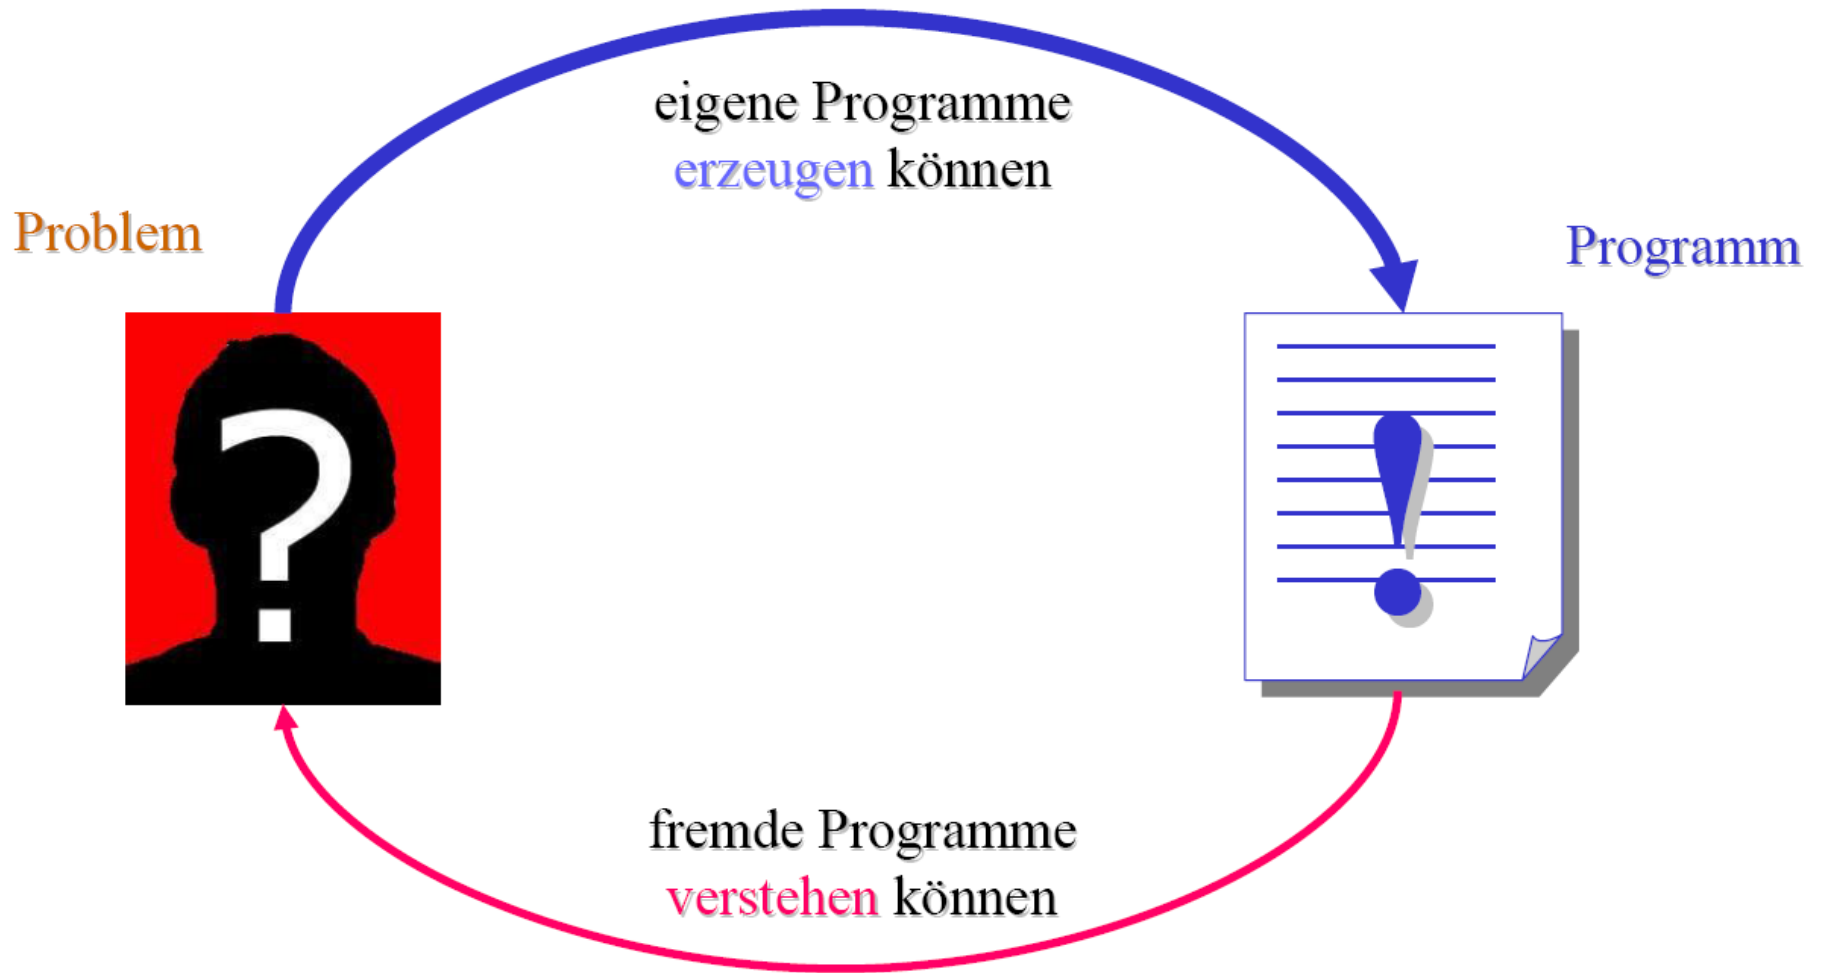 eigene Programme
erzeugen können
Problem
Programm
?
!
fremde Programme
verstehen können